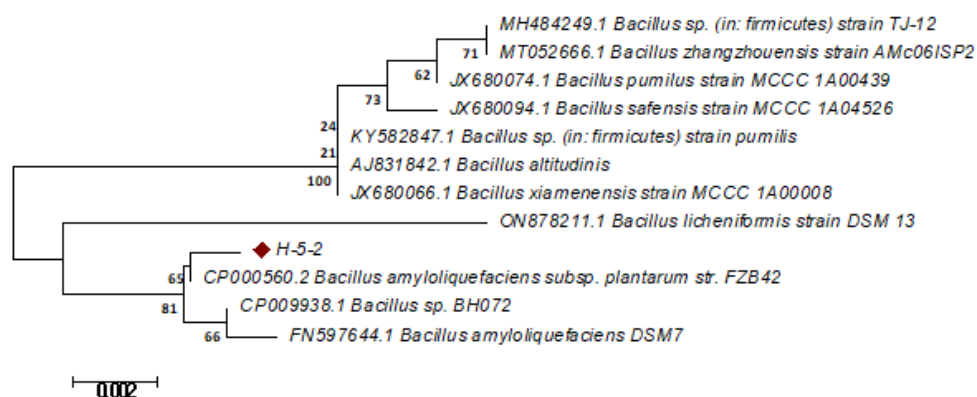 MH484249.1 Bacillus sp. (in: firmicutes) strain TJ-12
71 MT052666.1 Bacillus zhangzhouensis strain AMc06ISP2
62 JX680074.1 Bacillus pumilus strain MCCC 1A00439
73 JX680094.1 Bacillus safensis strain MCCC 1A04526
24 KY582847.1 Bacillus sp. (in: firmicutes) strain pumilis
21 AJ831842.1 Bacillus altitudinis
100 JX680066.1 Bacillus xiamenensis strain MCCC 1A00008
ON878211.1 Bacillus licheniformis strain DSM 13
H-5-2
65 CP000560.2 Bacillus amyloliquefaciens subsp. plantarum str. FZB42
81 CP009938.1 Bacillus sp. BH072
66 FN597644.1 Bacillus amyloliquefaciens DSM7
0.002